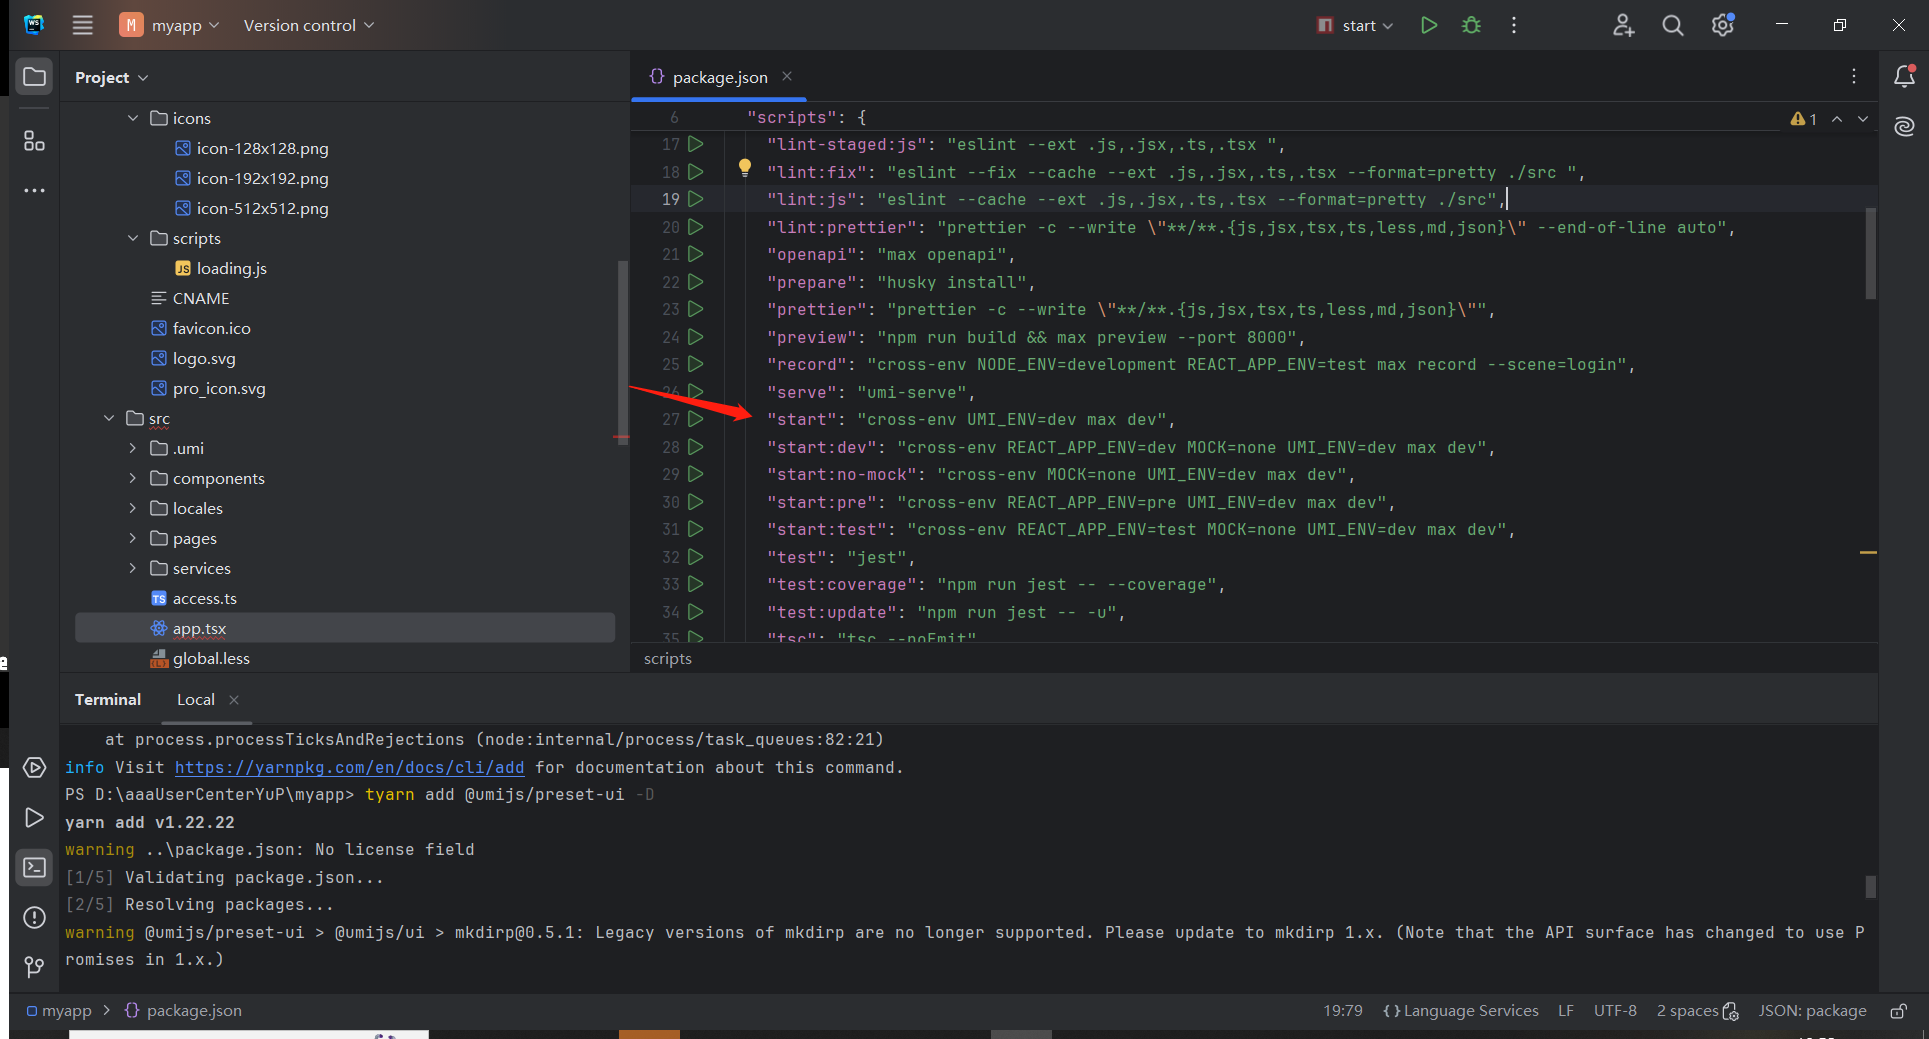 WS
M myapp Version control start
Project
package.json
icons
icon-128x128.png
icon-192x192.png
icon-512x512.png
scripts
JS loading.js
CNAME
favicon.ico
logo.svg
pro_icon.svg
src
.umi
components
locales
pages
services
TS access.ts
app.tsx
global.less
6 "scripts": {
1
17 "lint-staged:js": "eslint --ext .js,.jsx,.ts,.tsx ",
18 "lint:fix": "eslint --fix --cache --ext .js,.jsx,.ts,.tsx --format=pretty ./src ",
19 "lint:js": "eslint --cache --ext .js,.jsx,.ts,.tsx --format=pretty ./src",
20 "lint:prettier": "prettier -c --write \"**/**.{js,jsx,tsx,ts,less,md,json}\" --end-of-line auto",
21 "openapi": "max openapi",
22 "prepare": "husky install",
23 "prettier": "prettier -c --write \"**/**.{js,jsx,tsx,ts,less,md,json}\"",
24 "preview": "npm run build && max preview --port 8000",
25 "record": "cross-env NODE_ENV=development REACT_APP_ENV=test max record --scene=login",
26 "serve": "umi-serve",
27 "start": "cross-env UMI_ENV=dev max dev",
28 "start:dev": "cross-env REACT_APP_ENV=dev MOCK=none UMI_ENV=dev max dev",
29 "start:no-mock": "cross-env MOCK=none UMI_ENV=dev max dev",
30 "start:pre": "cross-env REACT_APP_ENV=pre UMI_ENV=dev max dev",
31 "start:test": "cross-env REACT_APP_ENV=test MOCK=none UMI_ENV=dev max dev",
32 "test": "jest",
33 "test:coverage": "npm run jest -- --coverage",
34 "test:update": "npm run jest -- -u",
35 "tsc": "tsc --noEmit"
scripts
Terminal Local
at process.processTicksAndRejections (node:internal/process/task_queues:82:21)
info Visit https://yarnpkg.com/en/docs/cli/add for documentation about this command.
PS D:\aaaUserCenterYuP\myapp> tyarn add @umijs/preset-ui -D
yarn add v1.22.22
warning ..\package.json: No license field
[1/5] Validating package.json...
[2/5] Resolving packages...
warning @umijs/preset-ui > @umijs/ui > mkdirp@0.5.1: Legacy versions of mkdirp are no longer supported. Please update to mkdirp 1.x. (Note that the API surface has changed to use P
romises in 1.x.)
myapp > package.json
19:79 Language Services LF UTF-8 2 spaces JSON: package